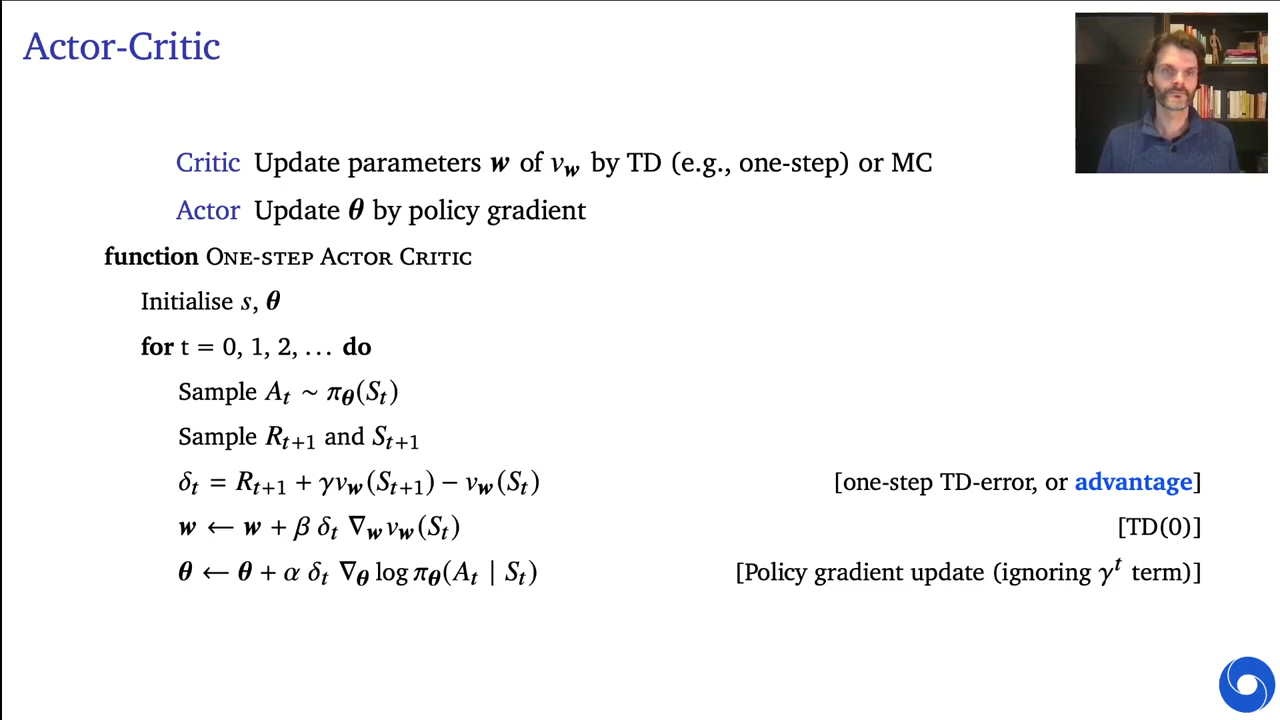 Actor-Critic
Critic Update parameters w of v_w by TD (e.g., one-step) or MC
Actor Update θ by policy gradient
function ONE-STEP ACTOR CRITIC
Initialise s, θ
for t = 0, 1, 2, … do
Sample A_t ∼ π_θ(S_t)
Sample R_{t+1} and S_{t+1}
δ_t = R_{t+1} + γv_w(S_{t+1}) − v_w(S_t) [one-step TD-error, or advantage]
w ← w + β δ_t ∇_w v_w(S_t) [TD(0)]
θ ← θ + α δ_t ∇_θ log π_θ(A_t | S_t) [Policy gradient update (ignoring γ^t term)]